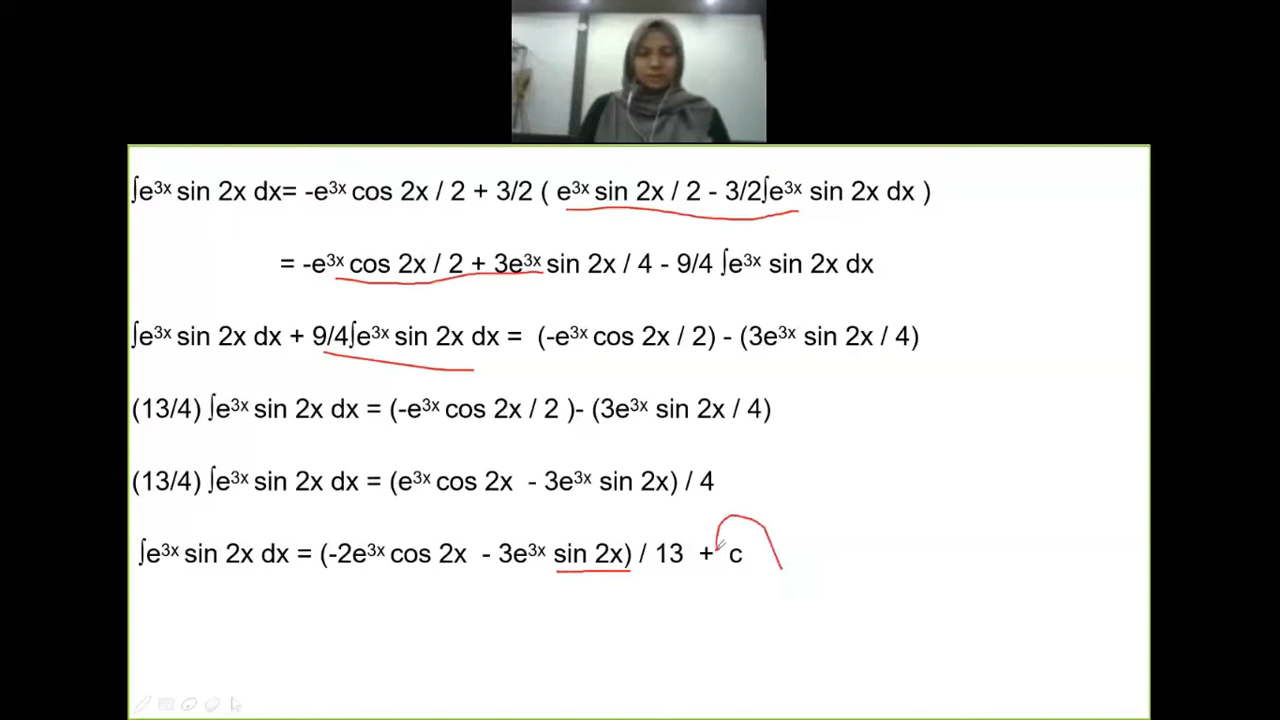 ∫e³ˣ sin 2x dx= -e³ˣ cos 2x / 2 + 3/2 ( e³ˣ sin 2x / 2 - 3/2∫e³ˣ sin 2x dx )
= -e³ˣ cos 2x / 2 + 3e³ˣ sin 2x / 4 - 9/4 ∫e³ˣ sin 2x dx
∫e³ˣ sin 2x dx + 9/4∫e³ˣ sin 2x dx = (-e³ˣ cos 2x / 2) - (3e³ˣ sin 2x / 4)
(13/4) ∫e³ˣ sin 2x dx = (-e³ˣ cos 2x / 2 )- (3e³ˣ sin 2x / 4)
(13/4) ∫e³ˣ sin 2x dx = (e³ˣ cos 2x - 3e³ˣ sin 2x) / 4
∫e³ˣ sin 2x dx = (-2e³ˣ cos 2x - 3e³ˣ sin 2x) / 13 + c